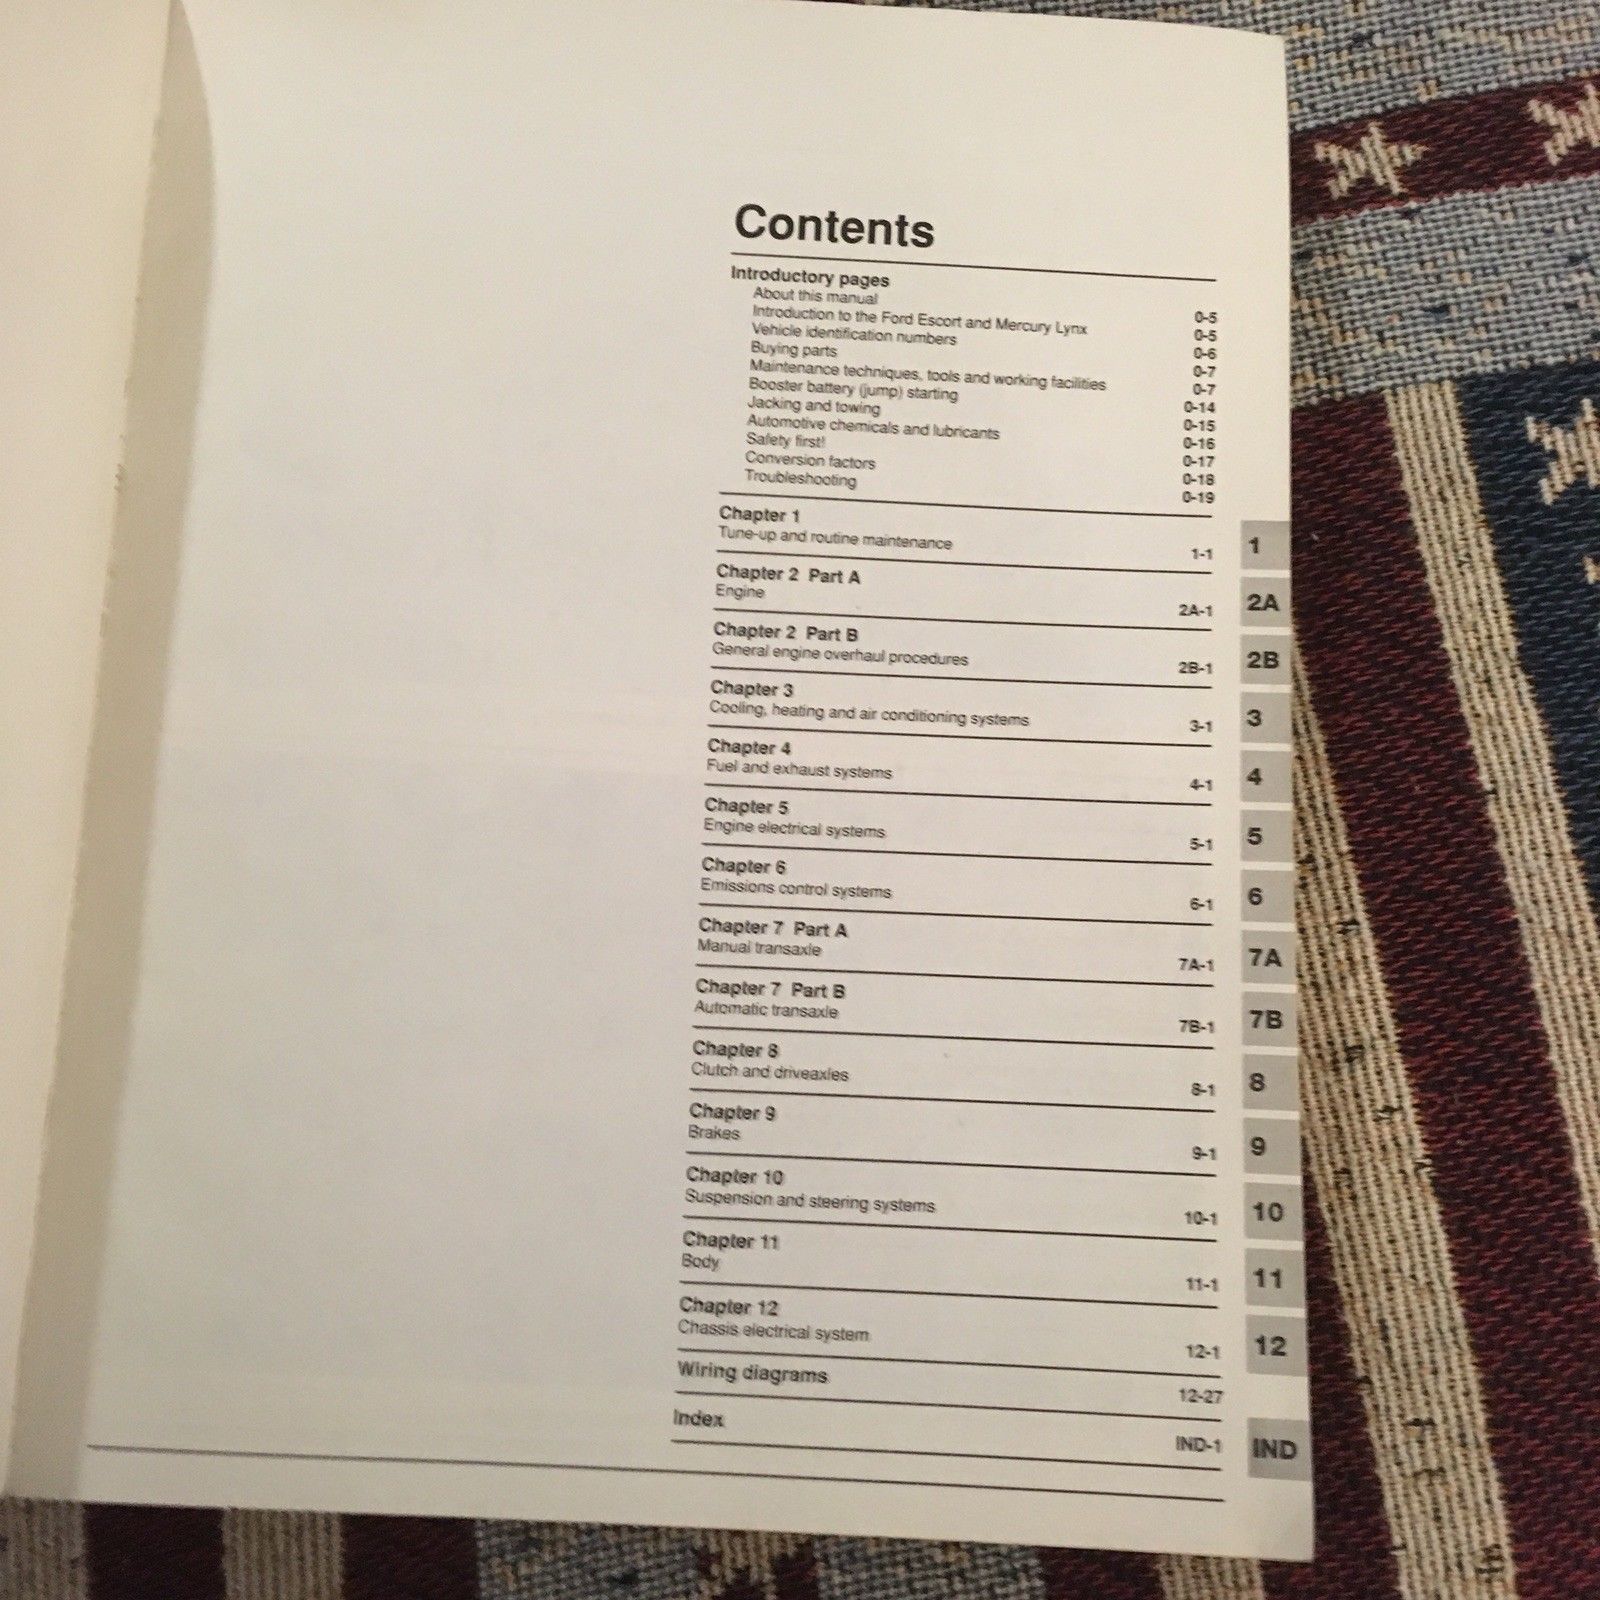 Contents
Introductory pages
About this manual 0-5
Introduction to the Ford Escort and Mercury Lynx 0-5
Vehicle identification numbers 0-6
Buying parts 0-7
Maintenance techniques, tools and working facilities 0-7
Booster battery (jump) starting 0-14
Jacking and towing 0-15
Automotive chemicals and lubricants 0-16
Safety first! 0-17
Conversion factors 0-18
Troubleshooting 0-19
Chapter 1
Tune-up and routine maintenance 1-1
1
Chapter 2 Part A
Engine 2A-1
2A
Chapter 2 Part B
General engine overhaul procedures 2B-1
2B
Chapter 3
Cooling, heating and air conditioning systems 3-1
3
Chapter 4
Fuel and exhaust systems 4-1
4
Chapter 5
Engine electrical systems 5-1
5
Chapter 6
Emissions control systems 6-1
6
Chapter 7 Part A
Manual transaxle 7A-1
7A
Chapter 7 Part B
Automatic transaxle 7B-1
7B
Chapter 8
Clutch and driveaxles 8-1
8
Chapter 9
Brakes 9-1
9
Chapter 10
Suspension and steering systems 10-1
10
Chapter 11
Body 11-1
11
Chapter 12
Chassis electrical system 12-1
12
Wiring diagrams 12-27
Index IND-1
IND